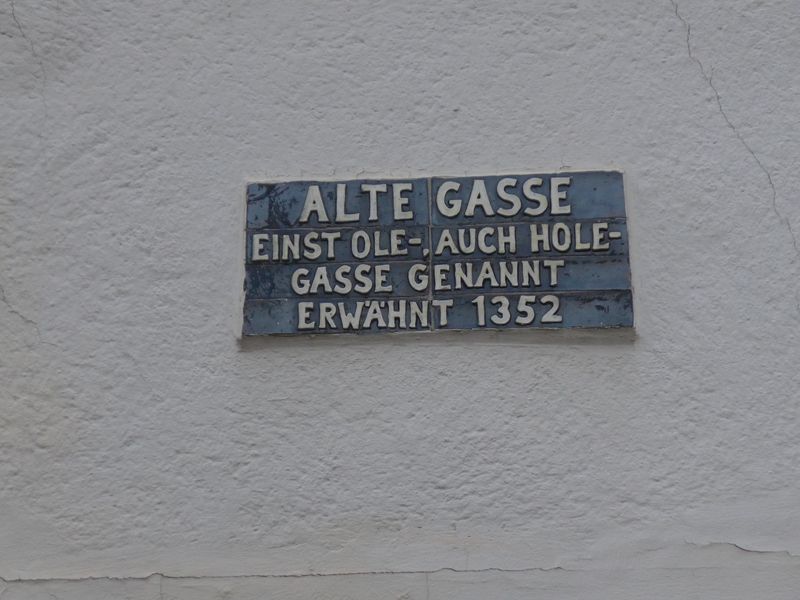 ALTE GASSE
EINST OLE-, AUCH HOLE-
GASSE GENANNT
ERWÄHNT 1352